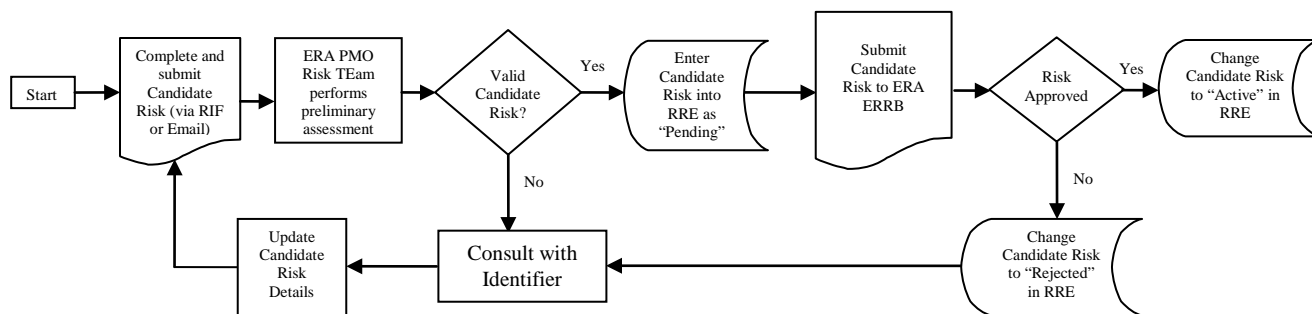 Start
Complete and
submit
Candidate
Risk (via RIF
or Email)
ERA PMO
Risk TEam
performs
preliminary
assessment
Valid
Candidate
Risk?
Yes
No
Enter
Candidate
Risk into
RRE as
“Pending”
Submit
Candidate
Risk to ERA
ERRB
Risk
Approved
Yes
No
Change
Candidate Risk
to “Active” in
RRE
Change
Candidate Risk
to “Rejected”
in RRE
Consult with
Identifier
Update
Candidate
Risk
Details